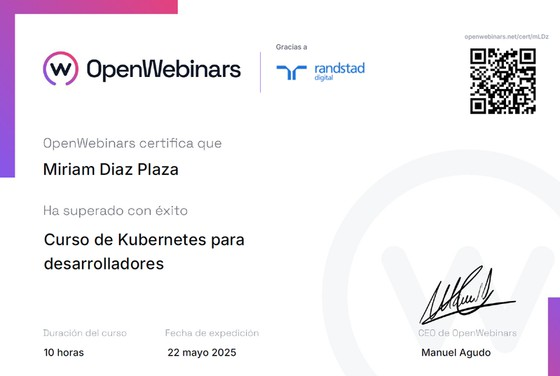 openwebinars.net/cert/mLDz
Gracias a
OpenWebinars
randstad
digital
OpenWebinars certifica que
Miriam Diaz Plaza
Ha superado con éxito
Curso de Kubernetes para
desarrolladores
Duración del curso
Fecha de expedición
CEO de OpenWebinars
10 horas
22 mayo 2025
Manuel Agudo